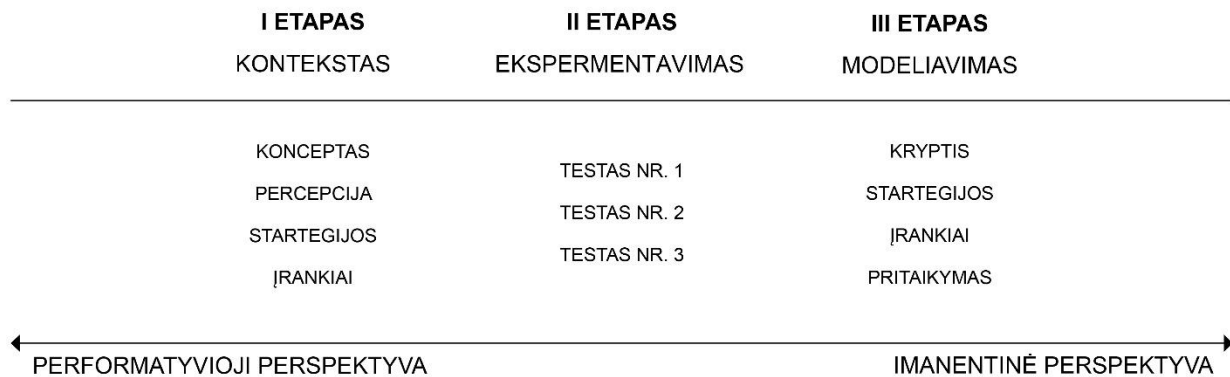 I ETAPAS II ETAPAS III ETAPAS
KONTEKSTAS EKSPERMENTAVIMAS MODELIAVIMAS
KONCEPTAS
PERCEPCIJA
STARTEGIJOS
ĮRANKIAI
TESTAS NR. 1
TESTAS NR. 2
TESTAS NR. 3
KRYPTIS
STARTEGIJOS
ĮRANKIAI
PRITAIKYMAS
PERFORMATYVIOJI PERSPEKTYVA IMANENTINĖ PERSPEKTYVA